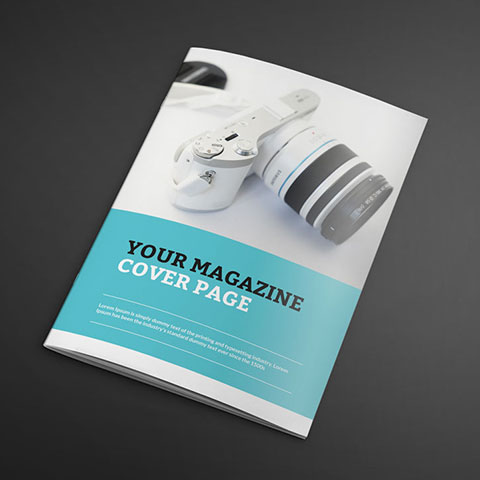 YOUR MAGAZINE
COVER PAGE
Lorem Ipsum is simply dummy text of the printing and typesetting industry. Lorem
Ipsum has been the industry's standard dummy text ever since the 1500s